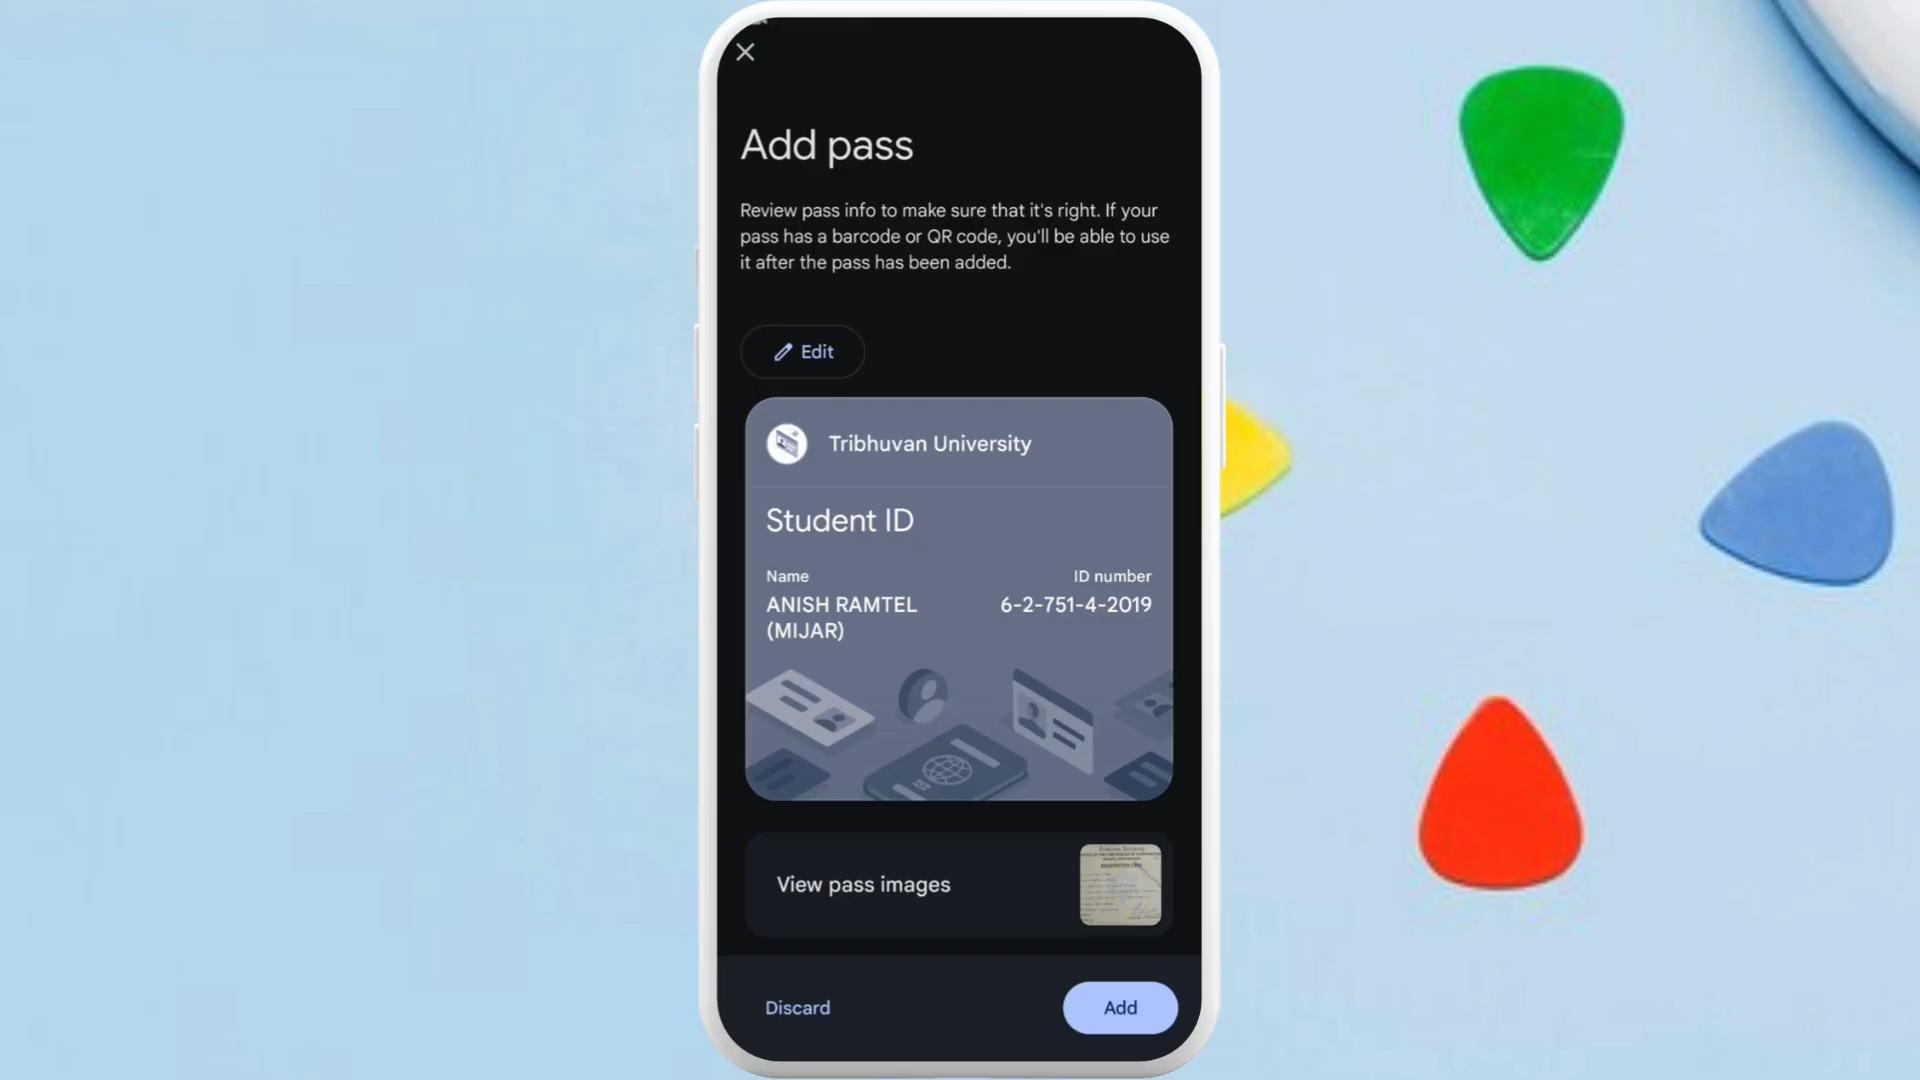 Add pass
Review pass info to make sure that it's right. If your
pass has a barcode or QR code, you'll be able to use
it after the pass has been added.
Edit
Tribhuvan University
Student ID
Name
ID number
ANISH RAMTEL
(MIJAR)
6-2-751-4-2019
View pass images
Discard
Add